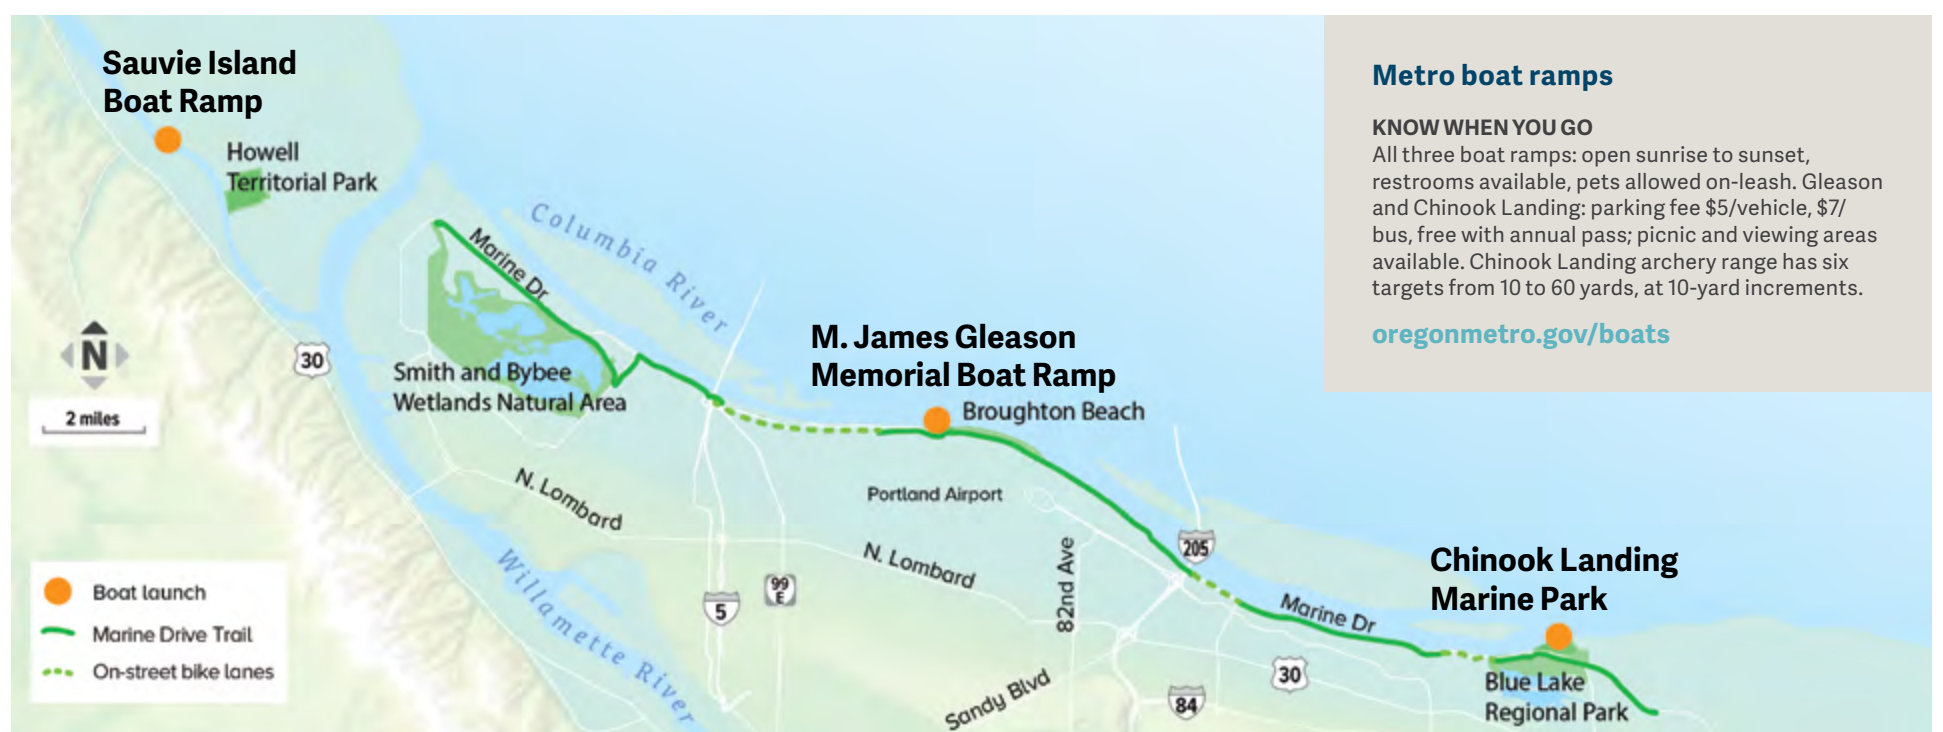 Sauvie Island
Boat Ramp
Howell
Territorial Park
Columbia River
Marine Dr
N
2 miles
30
Smith and Bybee
Wetlands Natural Area
M. James Gleason
Memorial Boat Ramp
Broughton Beach
Portland Airport
N. Lombard
N. Lombard
Willamette River
5
99
E
82nd Ave
205
Sandy Blvd
84
30
Marine Dr
Chinook Landing
Marine Park
Blue Lake
Regional Park
Boat launch
Marine Drive Trail
On-street bike lanes
Metro boat ramps
KNOW WHEN YOU GO
All three boat ramps: open sunrise to sunset,
restrooms available, pets allowed on-leash. Gleason
and Chinook Landing: parking fee $5/vehicle, $7/
bus, free with annual pass; picnic and viewing areas
available. Chinook Landing archery range has six
targets from 10 to 60 yards, at 10-yard increments.
oregonmetro.gov/boats